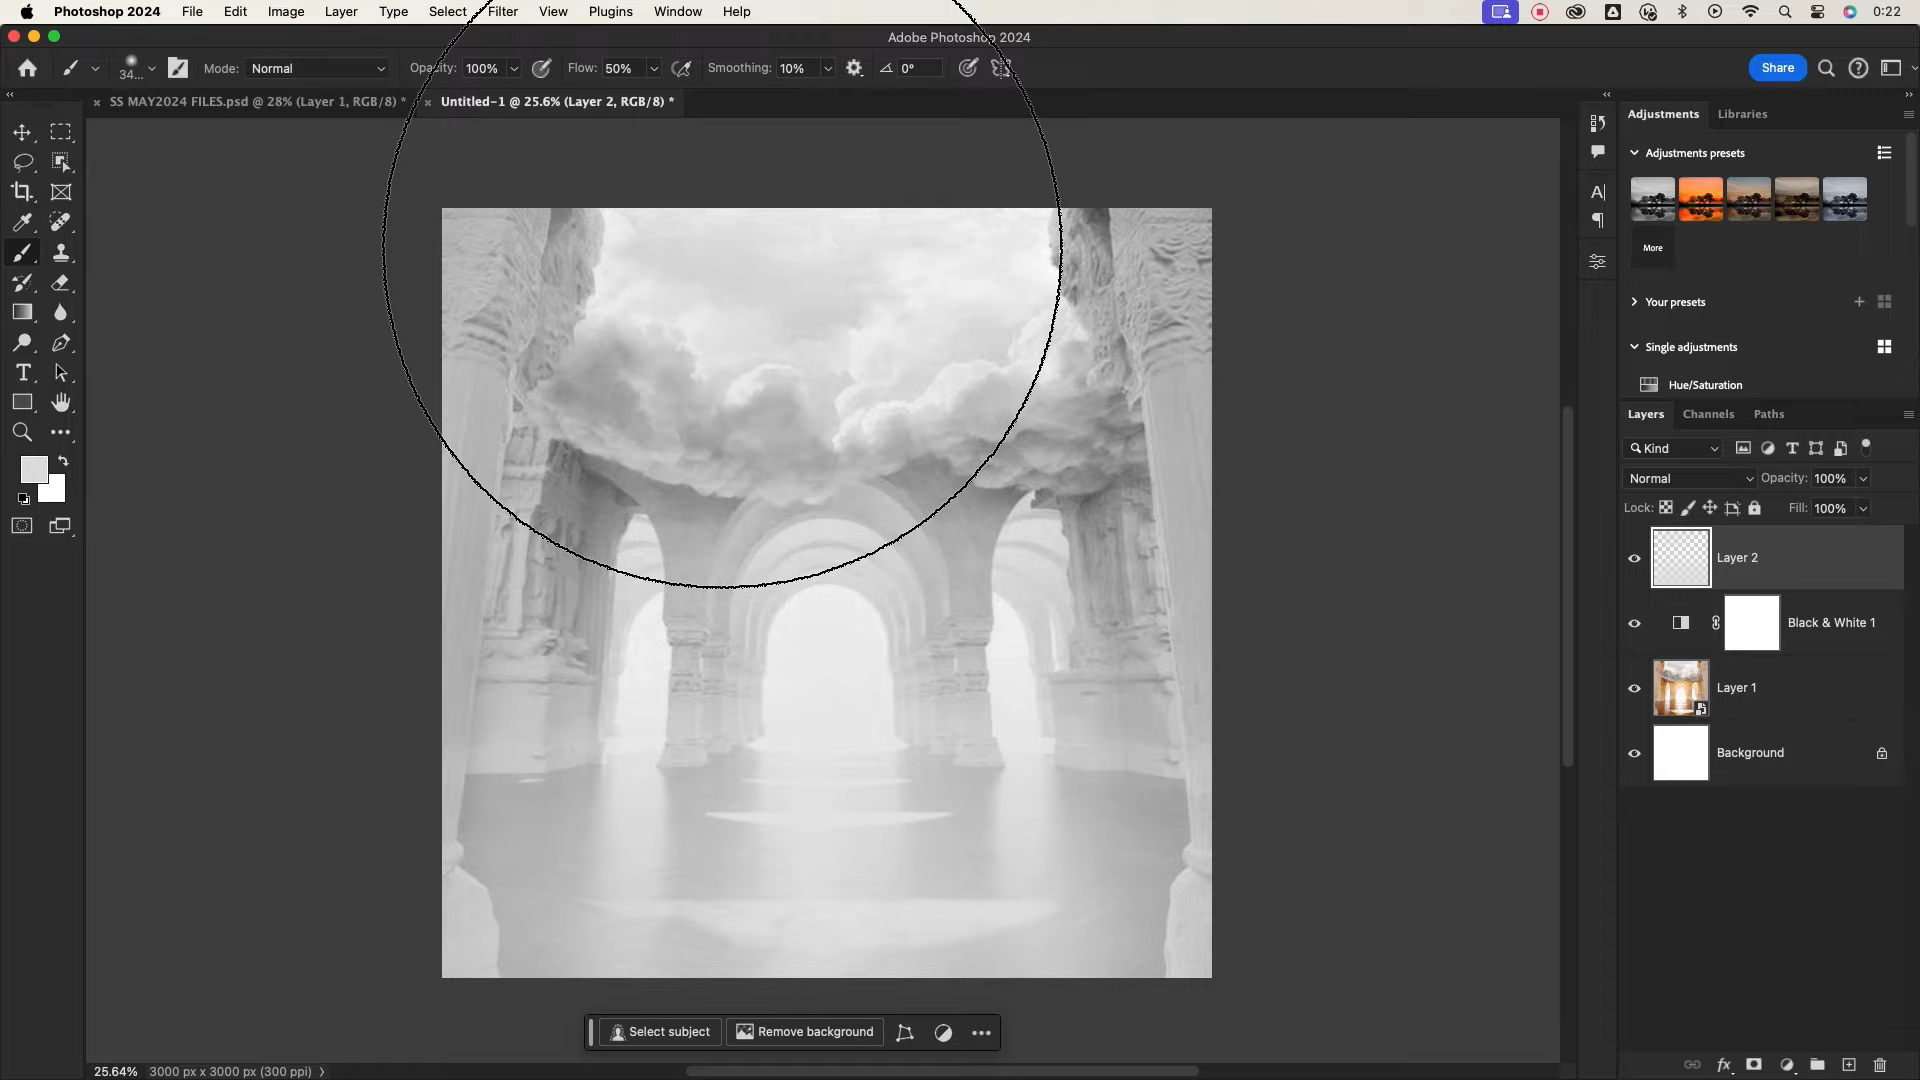 Photoshop 2024 File Edit Image Layer Type Select Filter View Plugins Window Help 0:22
Adobe Photoshop 2024
34... Mode: Normal Opacity: 100% Flow: 50% Smoothing: 10% 0° Share
SS MAY2024 FILES.psd @ 28% (Layer 1, RGB/8) * Untitled-1 @ 25.6% (Layer 2, RGB/8) *
Adjustments Libraries
Adjustments presets
More
Your presets
Single adjustments
Hue/Saturation
Layers Channels Paths
Kind
Normal Opacity: 100%
Lock: Fill: 100%
Layer 2
Black & White 1
Layer 1
Background
Select subject Remove background
25.64% 3000 px x 3000 px (300 ppi)